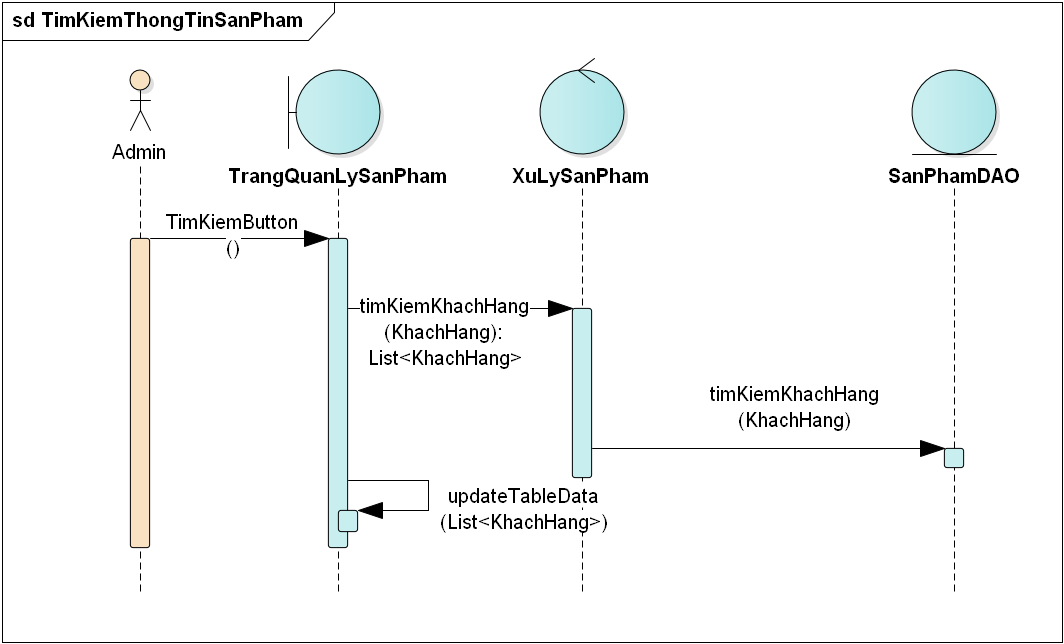 sd TimKiemThongTinSanPham
Admin
TrangQuanLySanPham
XuLySanPham
SanPhamDAO
TimKiemButton
()
timKiemKhachHang
(KhachHang):
List<KhachHang>
timKiemKhachHang
(KhachHang)
updateTableData
(List<KhachHang>)